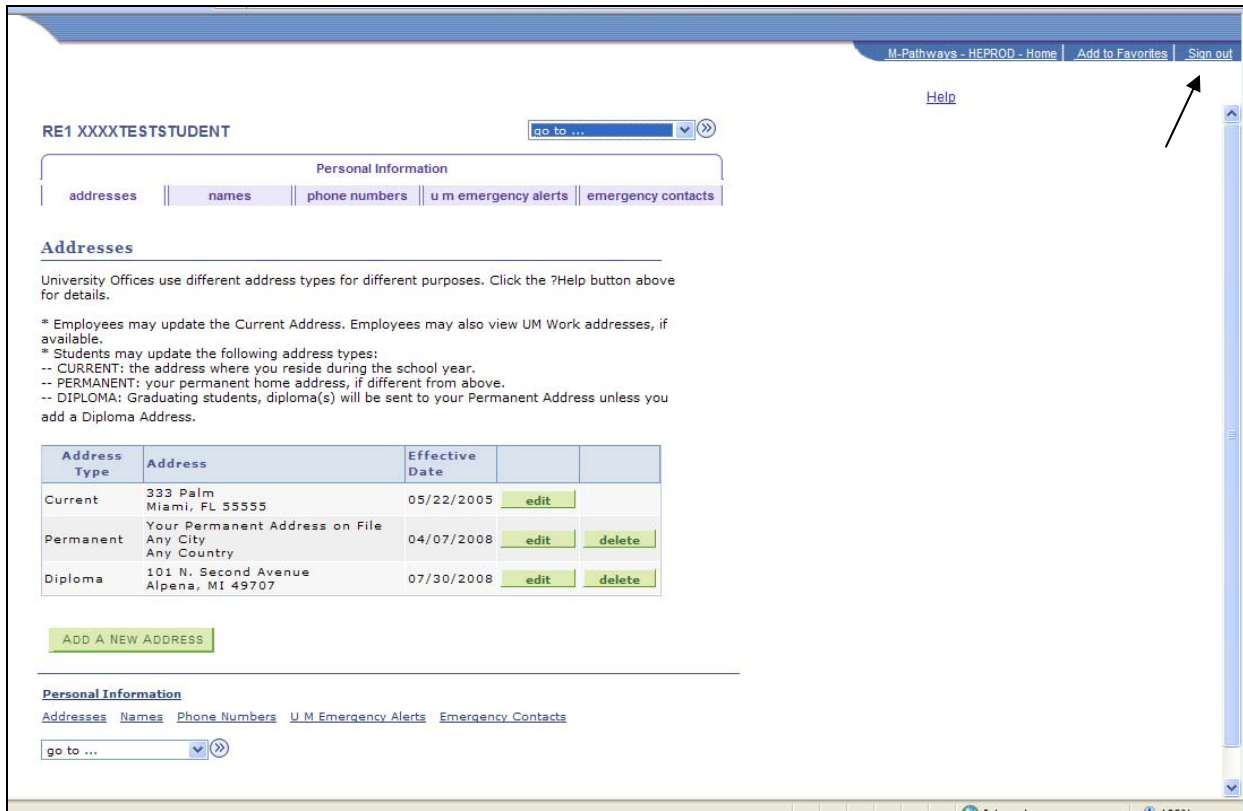 M-Pathways - HEPROD - Home | Add to Favorites | Sign out
Help
RE1 XXXXTESTSTUDENT
go to ...
Personal Information
addresses names phone numbers u m emergency alerts emergency contacts
Addresses
University Offices use different address types for different purposes. Click the ?Help button above
for details.
* Employees may update the Current Address. Employees may also view UM Work addresses, if
available.
* Students may update the following address types:
-- CURRENT: the address where you reside during the school year.
-- PERMANENT: your permanent home address, if different from above.
-- DIPLOMA: Graduating students, diploma(s) will be sent to your Permanent Address unless you
add a Diploma Address.
Address Type Address Effective Date
Current 333 Palm
Miami, FL 55555 05/22/2005 edit
Permanent Your Permanent Address on File
Any City
Any Country 04/07/2008 edit delete
Diploma 101 N. Second Avenue
Alpena, MI 49707 07/30/2008 edit delete
ADD A NEW ADDRESS
Personal Information
Addresses Names Phone Numbers U M Emergency Alerts Emergency Contacts
go to ...